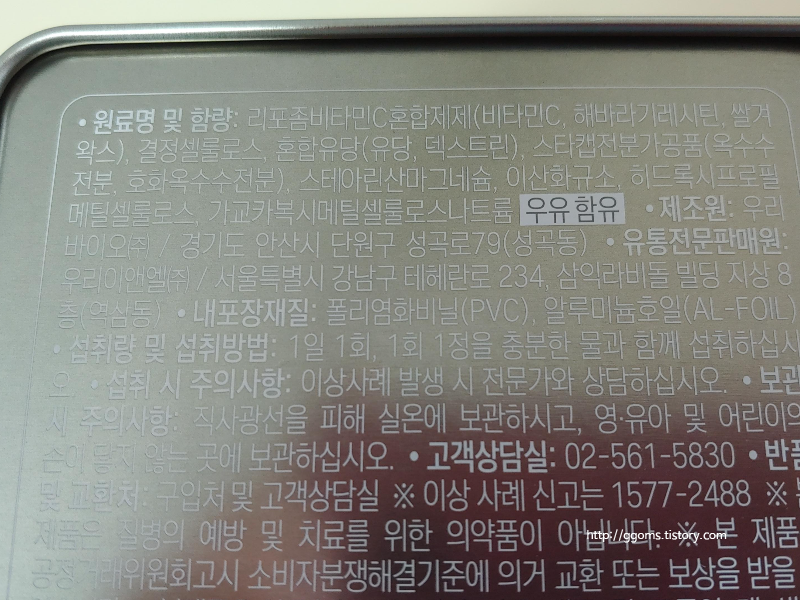 • 원료명 및 함량: 리포좀비타민C혼합제제(비타민C, 해바라기레시틴, 쌀겨
왁스), 결정셀룰로스, 혼합유당(유당, 덱스트린), 스타캡전분가공품(옥수수
전분, 호화옥수수전분), 스테아린산마그네슘, 이산화규소, 히드록시프로필
메틸셀룰로스, 가교카복시메틸셀룰로스나트륨 우유 함유 • 제조원: 우리
바이오㈜ / 경기도 안산시 단원구 성곡로79(성곡동) • 유통전문판매원:
우리이앤엘㈜ / 서울특별시 강남구 테헤란로 234, 삼익라비돌 빌딩 지상 8
층(역삼동) • 내포장재질: 폴리염화비닐(PVC), 알루미늄호일(AL-FOIL)
• 섭취량 및 섭취방법: 1일 1회, 1회 1정을 충분한 물과 함께 섭취하십시
오. • 섭취 시 주의사항: 이상사례 발생 시 전문가와 상담하십시오. • 보관
시 주의사항: 직사광선을 피해 실온에 보관하시고, 영·유아 및 어린이의
손이 닿지 않는 곳에 보관하십시오. • 고객상담실: 02-561-5830 • 반품
및 교환처: 구입처 및 고객상담실 ※ 이상 사례 신고는 1577-2488 ※
제품은 질병의 예방 및 치료를 위한 의약품이 아닙니다. ※ 본 제품
http://ggoms.tistory.com
공정거래위원회고시 소비자분쟁해결기준에 의거 교환 또는 보상을 받을